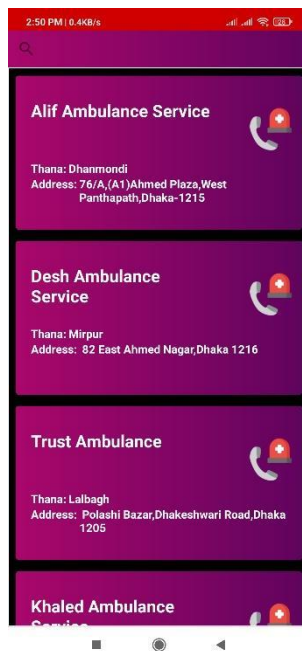 2:50 PM | 0.4KB/s
Alif Ambulance Service
Thana: Dhanmondi
Address: 76/A,(A1)Ahmed Plaza,West
Panthapath,Dhaka-1215
Desh Ambulance
Service
Thana: Mirpur
Address: 82 East Ahmed Nagar,Dhaka 1216
Trust Ambulance
Thana: Lalbagh
Address: Polashi Bazar,Dhakeshwari Road,Dhaka
1205
Khaled Ambulance
Service